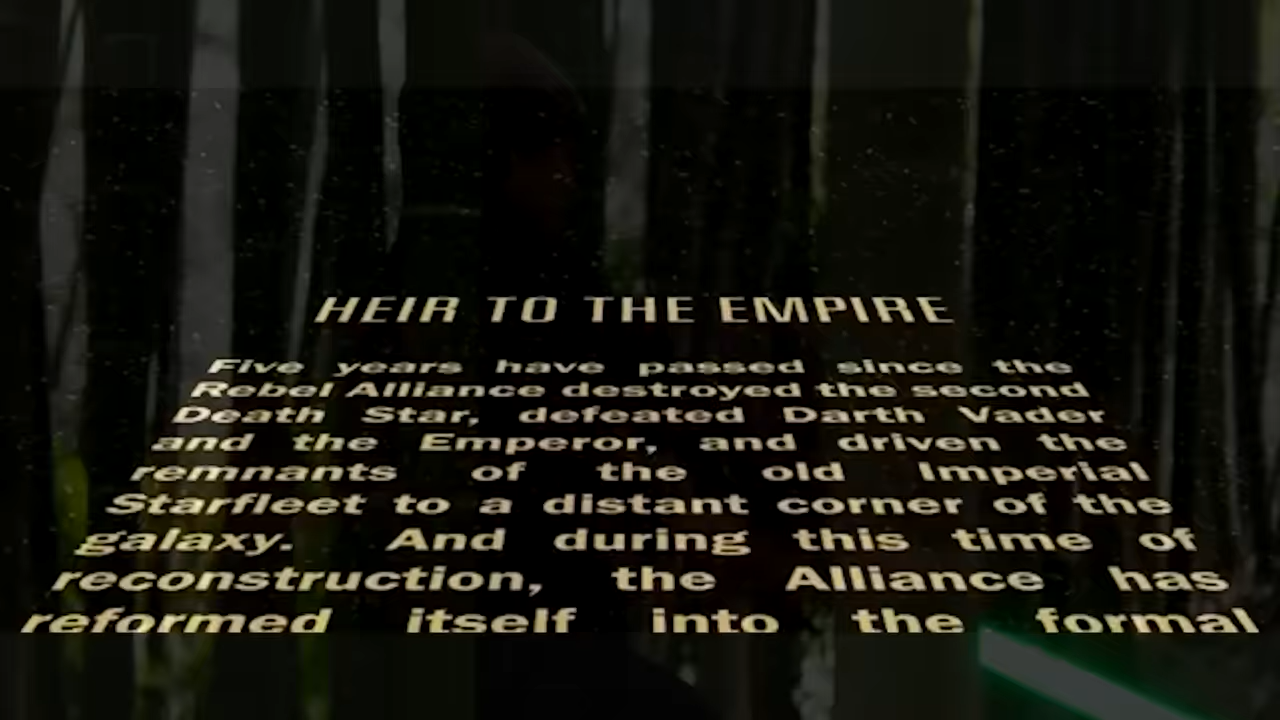 HEIR TO THE EMPIRE
Five years have passed since the
Rebel Alliance destroyed the second
Death Star, defeated Darth Vader
and the Emperor, and driven the
remnants of the old Imperial
Starfleet to a distant corner of the
galaxy. And during this time of
reconstruction, the Alliance has
reformed itself into the formal